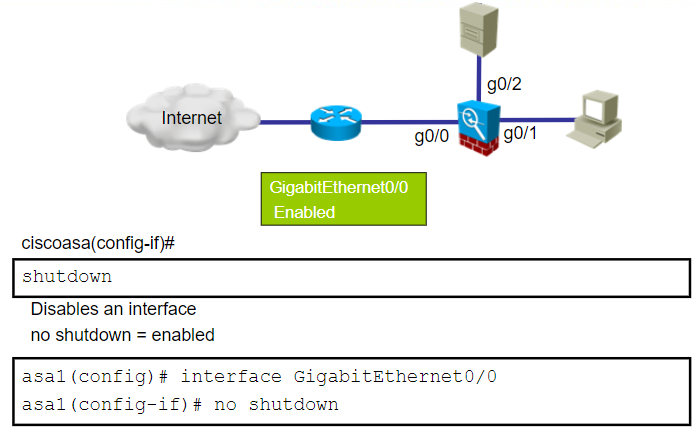 g0/2
Internet
g0/0
g0/1
GigabitEthernet0/0
Enabled
ciscoasa(config-if)#
shutdown
Disables an interface
no shutdown = enabled
asa1(config)# interface GigabitEthernet0/0
asa1(config-if)# no shutdown